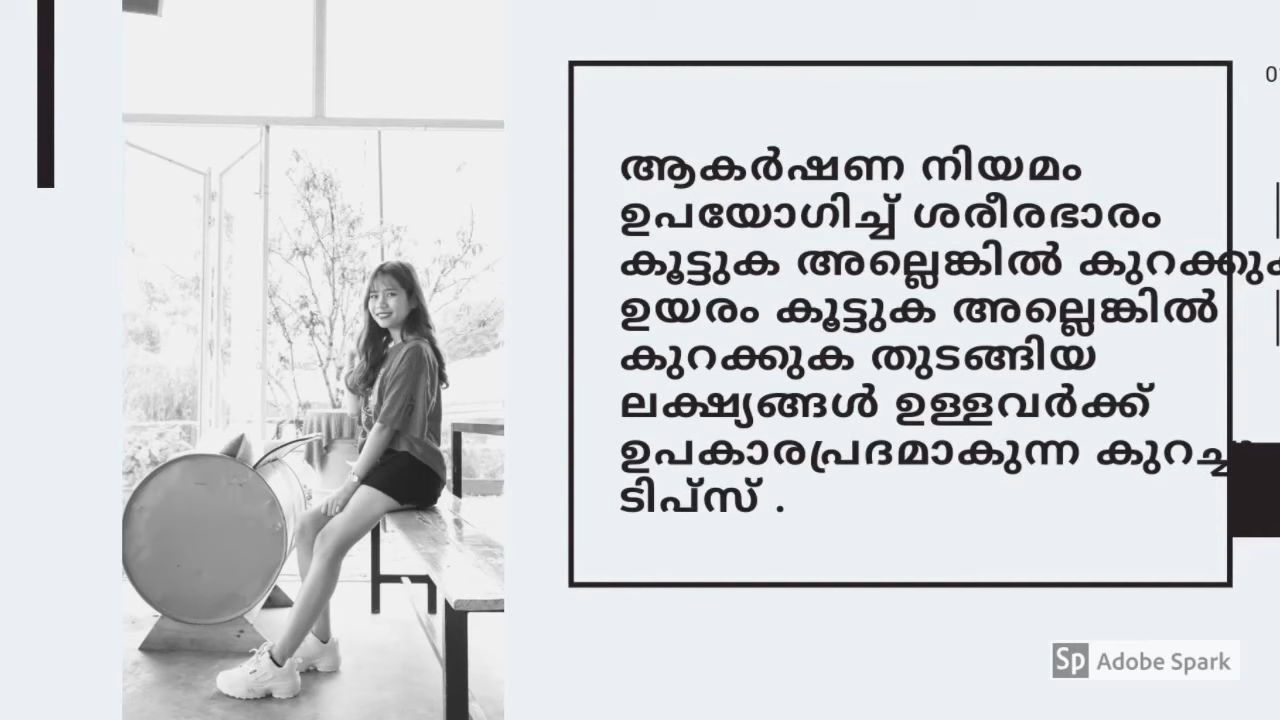 ആകർഷണ നിയമം
ഉപയോഗിച്ച് ശരീരഭാരം
കൂട്ടുക അല്ലെങ്കിൽ
ഉയരം കൂട്ടുക അല്ലെങ്കിൽ
കുറക്കുക തുടങ്ങിയ
ലക്ഷ്യങ്ങൾ ഉള്ളവർക്ക്
ഉപകാരപ്രദമാകുന്ന
ടിപ്സ് .
Sp Adobe Spark